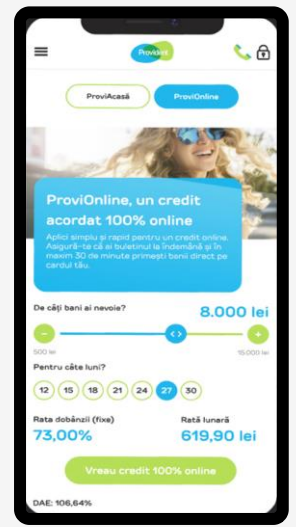 Provident
ProviAcasă
ProviOnline
ProviOnline, un credit
acordat 100% online
Aplici simplu și rapid pentru un credit online.
Asigură-te că ai buletinul la îndemână și în
maxim 30 de minute primești banii direct pe
cardul tău.
De câți bani ai nevoie?
8.000 lei
500 lei
15.000 lei
Pentru câte luni?
12 15 18 21 24 27 30
Rata dobânzii (fixe)
Rată lunară
73,00%
619,90 lei
Vreau credit 100% online
DAE: 106,64%